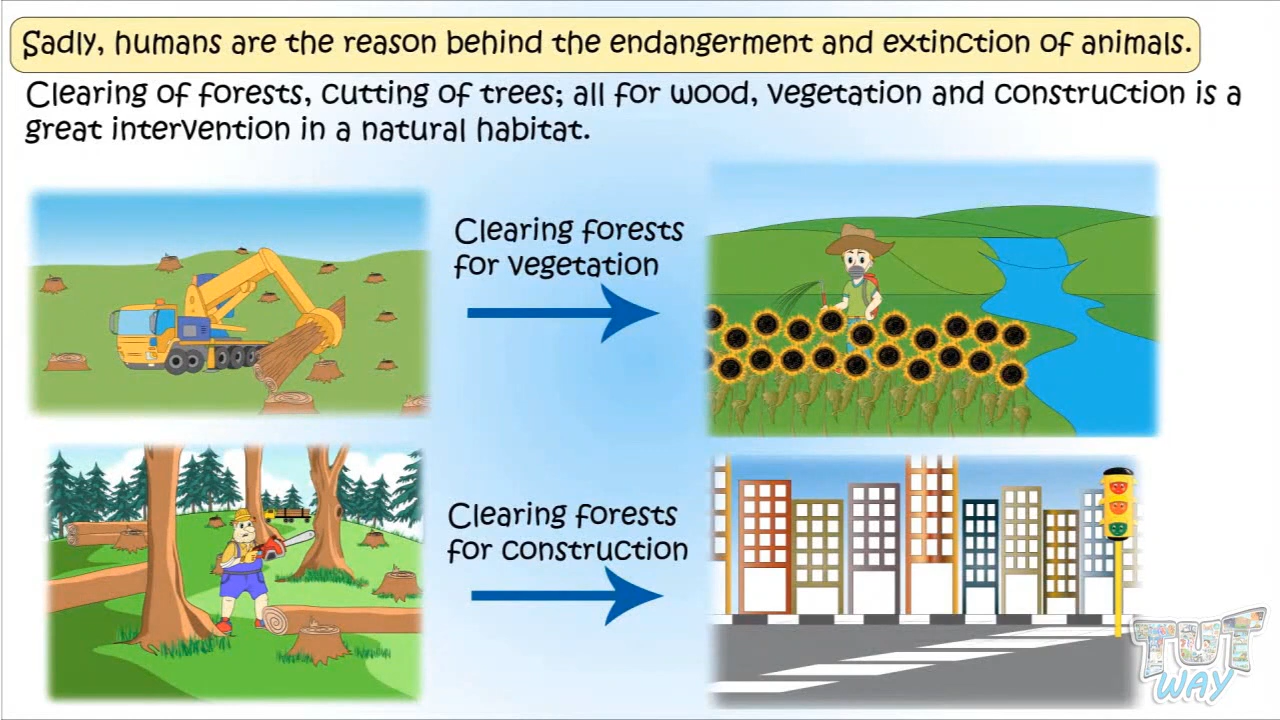 Sadly, humans are the reason behind the endangerment and extinction of animals.
Clearing of forests, cutting of trees; all for wood, vegetation and construction is a
great intervention in a natural habitat.
Clearing forests
for vegetation
Clearing forests
for construction
TUT
WAY